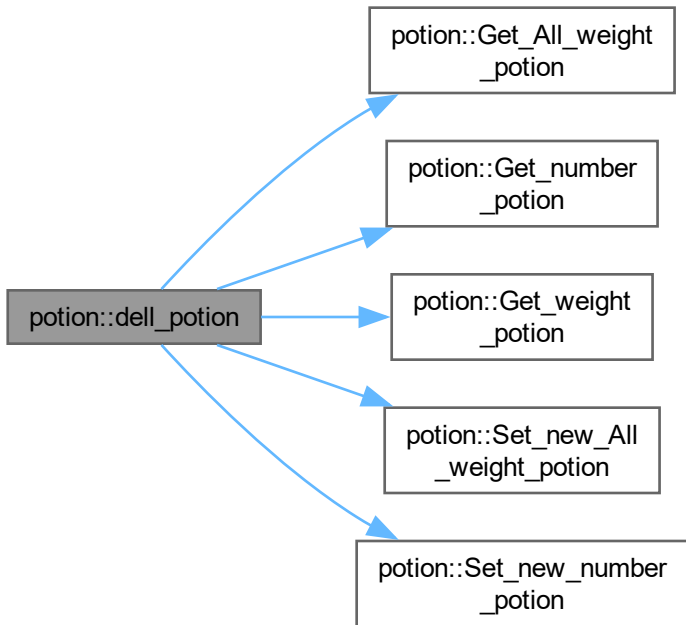 potion::Get_All_weight
_potion
potion::Get_number
_potion
potion::dell_potion
potion::Get_weight
_potion
potion::Set_new_All
_weight_potion
potion::Set_new_number
_potion